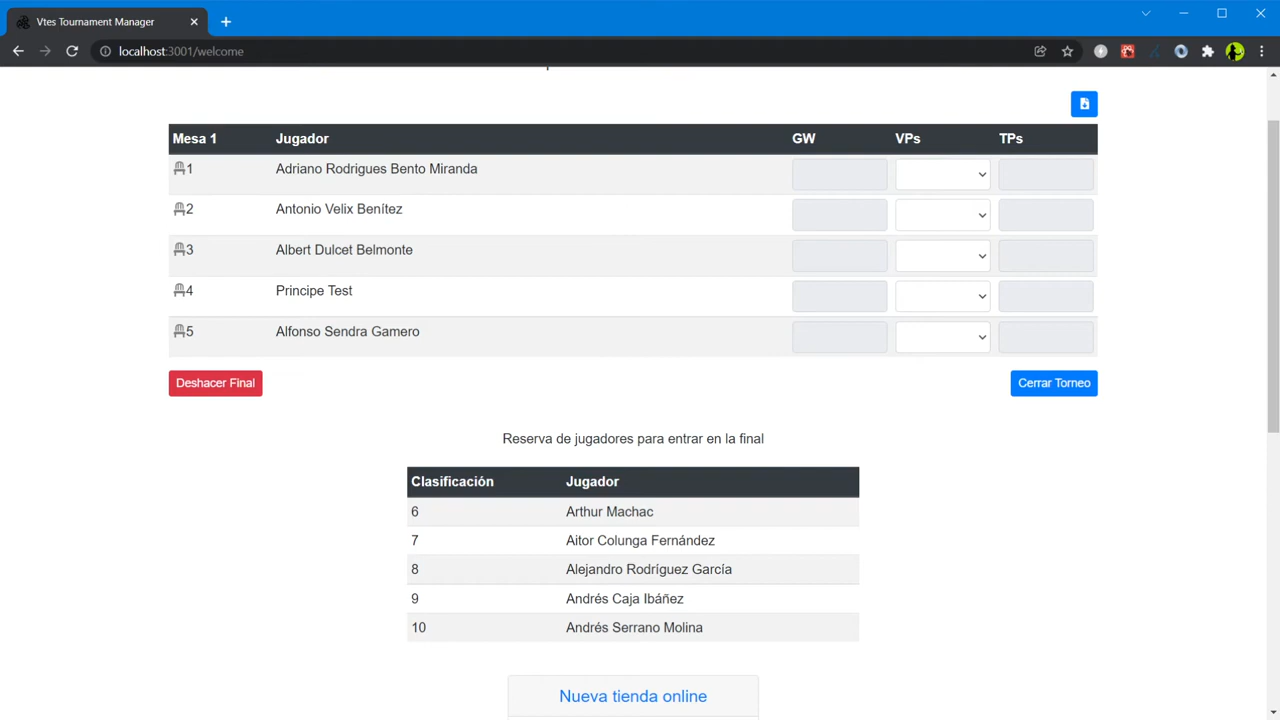 Vtes Tournament Manager
localhost:3001/welcome
Mesa 1 Jugador GW VPs TPs
1 Adriano Rodrigues Bento Miranda
2 Antonio Velix Benítez
3 Albert Dulcet Belmonte
4 Principe Test
5 Alfonso Sendra Gamero
Deshacer Final Cerrar Torneo
Reserva de jugadores para entrar en la final
Clasificación Jugador
6 Arthur Machac
7 Aitor Colunga Fernández
8 Alejandro Rodríguez García
9 Andrés Caja Ibáñez
10 Andrés Serrano Molina
Nueva tienda online